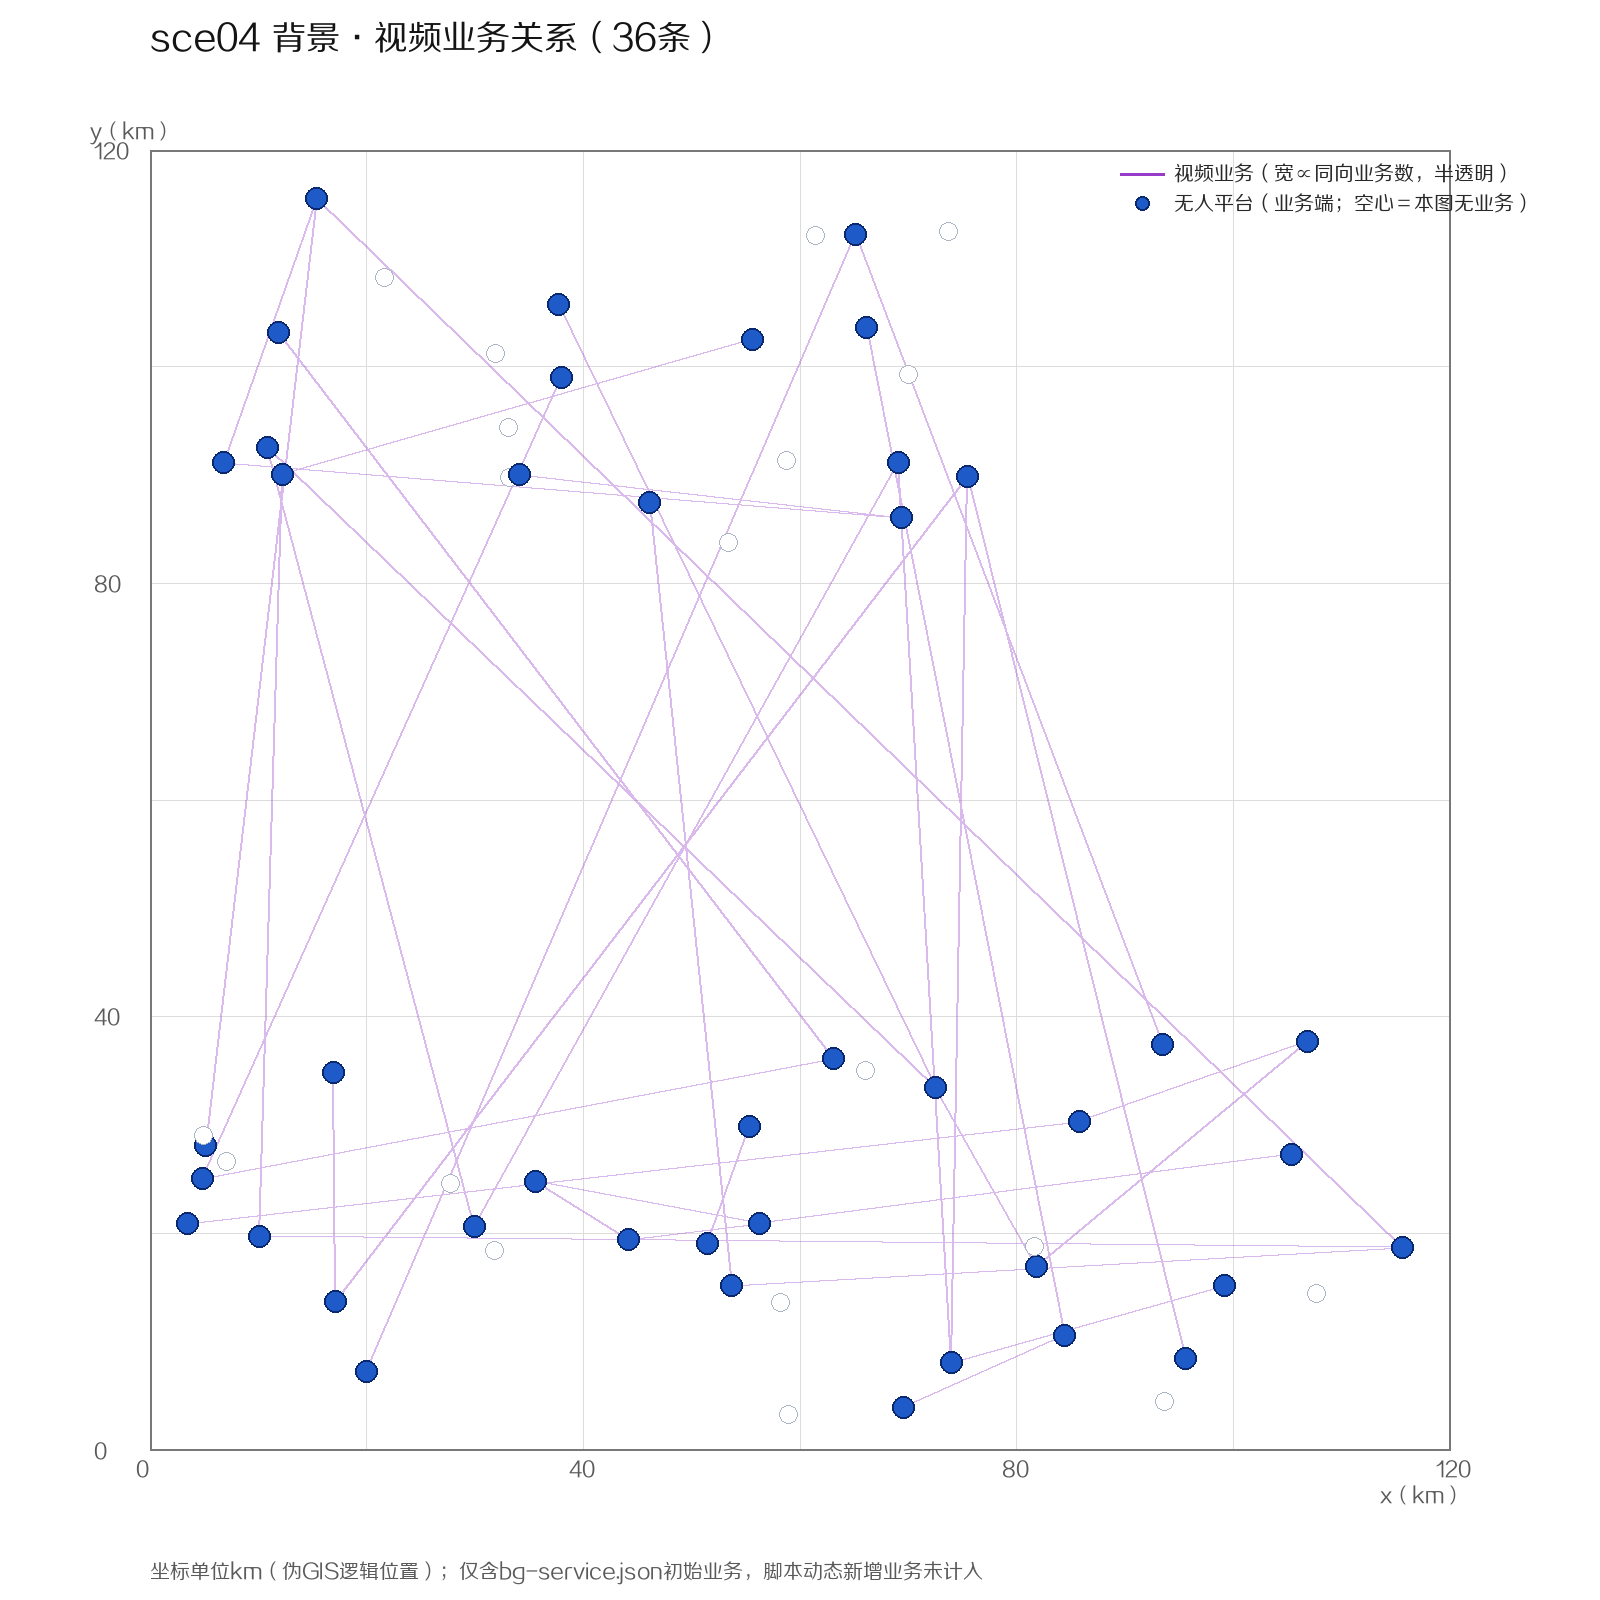 sce04 背景 · 视频业务关系（36条）
y（km）
120
视频业务（宽∝同向业务数，半透明）
无人平台（业务端；空心＝本图无业务）
80
40
0
0
40
80
120
x（km）
坐标单位km（伪GIS逻辑位置）；仅含bg-service.json初始业务，脚本动态新增业务未计入